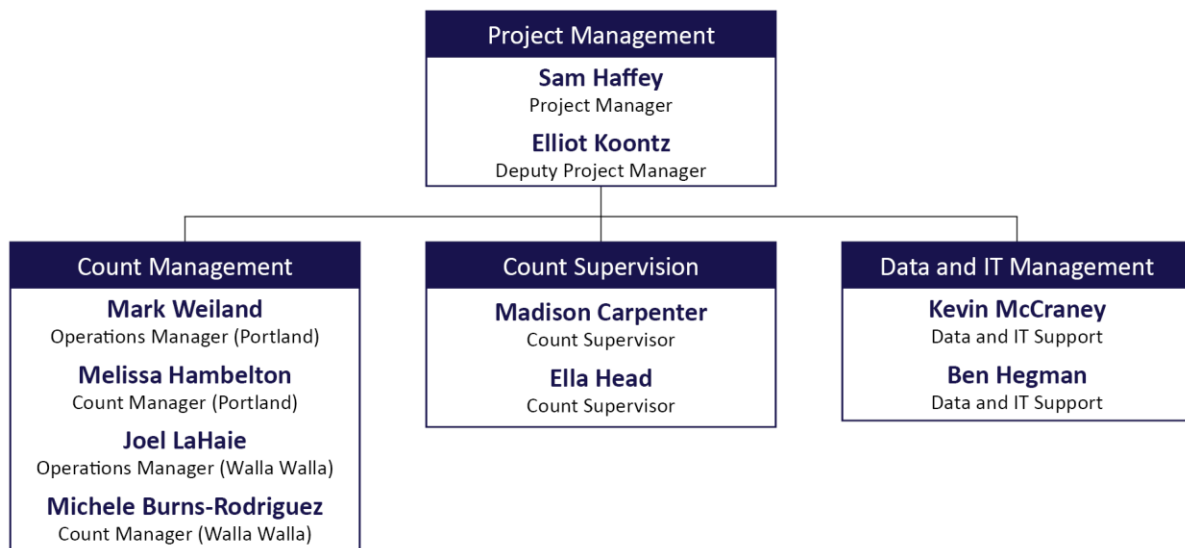 Project Management
Sam Haffey
Project Manager
Elliot Koontz
Deputy Project Manager
Count Management
Mark Weiland
Operations Manager (Portland)
Melissa Hambelton
Count Manager (Portland)
Joel LaHaie
Operations Manager (Walla Walla)
Michele Burns-Rodriguez
Count Manager (Walla Walla)
Count Supervision
Madison Carpenter
Count Supervisor
Ella Head
Count Supervisor
Data and IT Management
Kevin McCraney
Data and IT Support
Ben Hegman
Data and IT Support